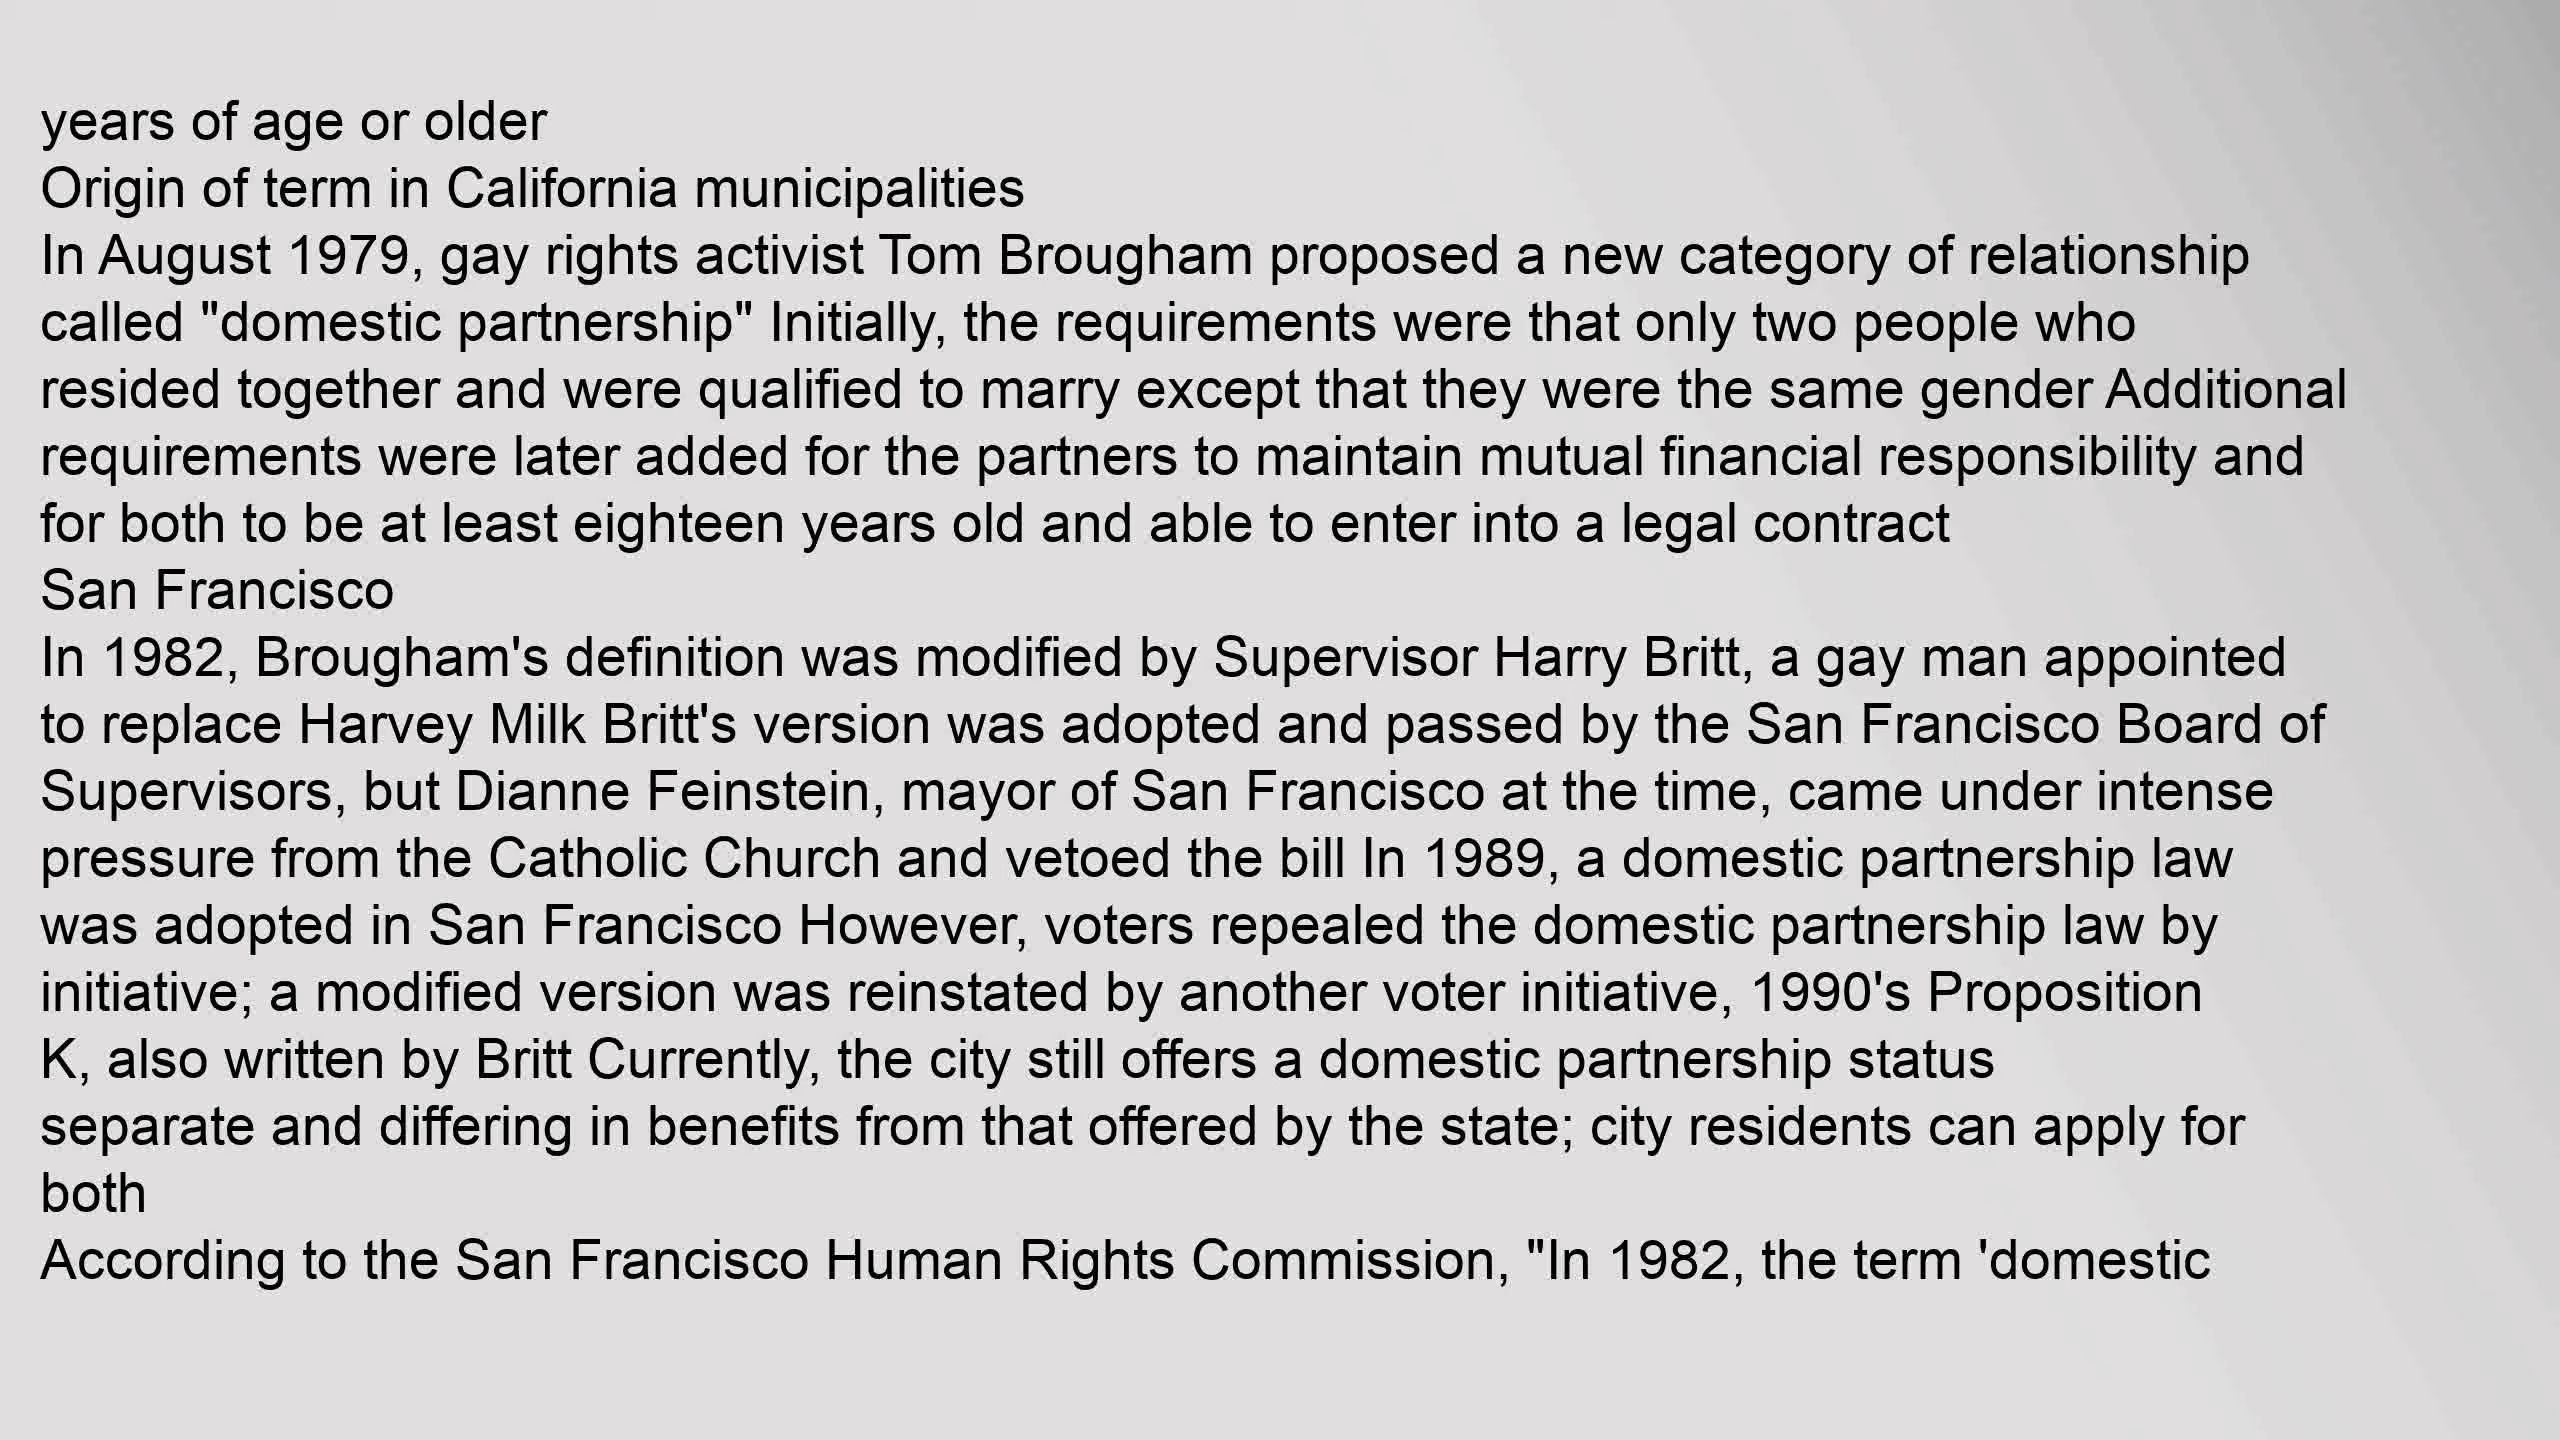 years of age or older
Origin of term in California municipalities
In August 1979, gay rights activist Tom Brougham proposed a new category of relationship
called "domestic partnership" Initially, the requirements were that only two people who
resided together and were qualified to marry except that they were the same gender Additional
requirements were later added for the partners to maintain mutual financial responsibility and
for both to be at least eighteen years old and able to enter into a legal contract
San Francisco
In 1982, Brougham's definition was modified by Supervisor Harry Britt, a gay man appointed
to replace Harvey Milk Britt's version was adopted and passed by the San Francisco Board of
Supervisors, but Dianne Feinstein, mayor of San Francisco at the time, came under intense
pressure from the Catholic Church and vetoed the bill In 1989, a domestic partnership law
was adopted in San Francisco However, voters repealed the domestic partnership law by
initiative; a modified version was reinstated by another voter initiative, 1990's Proposition
K, also written by Britt Currently, the city still offers a domestic partnership status
separate and differing in benefits from that offered by the state; city residents can apply for
both
According to the San Francisco Human Rights Commission, "In 1982, the term 'domestic